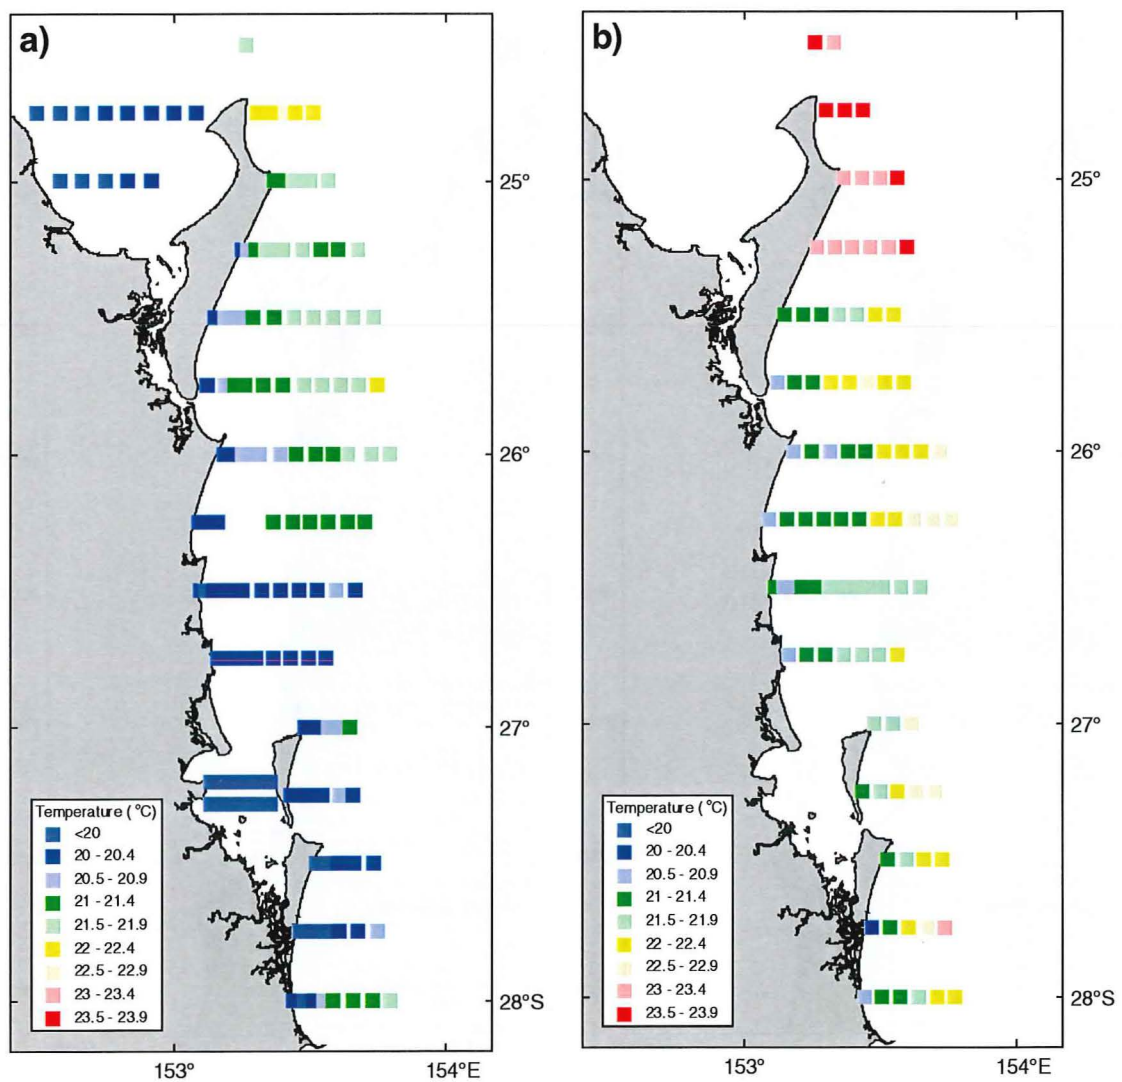 a)
25°
26°
27°
28°S
153°
154°E
Temperature (°C)
<20
20 - 20.4
20.5 - 20.9
21 - 21.4
21.5 - 21.9
22 - 22.4
22.5 - 22.9
23 - 23.4
23.5 - 23.9
b)
25°
26°
27°
28°S
153°
154°E
Temperature (°C)
<20
20 - 20.4
20.5 - 20.9
21 - 21.4
21.5 - 21.9
22 - 22.4
22.5 - 22.9
23 - 23.4
23.5 - 23.9